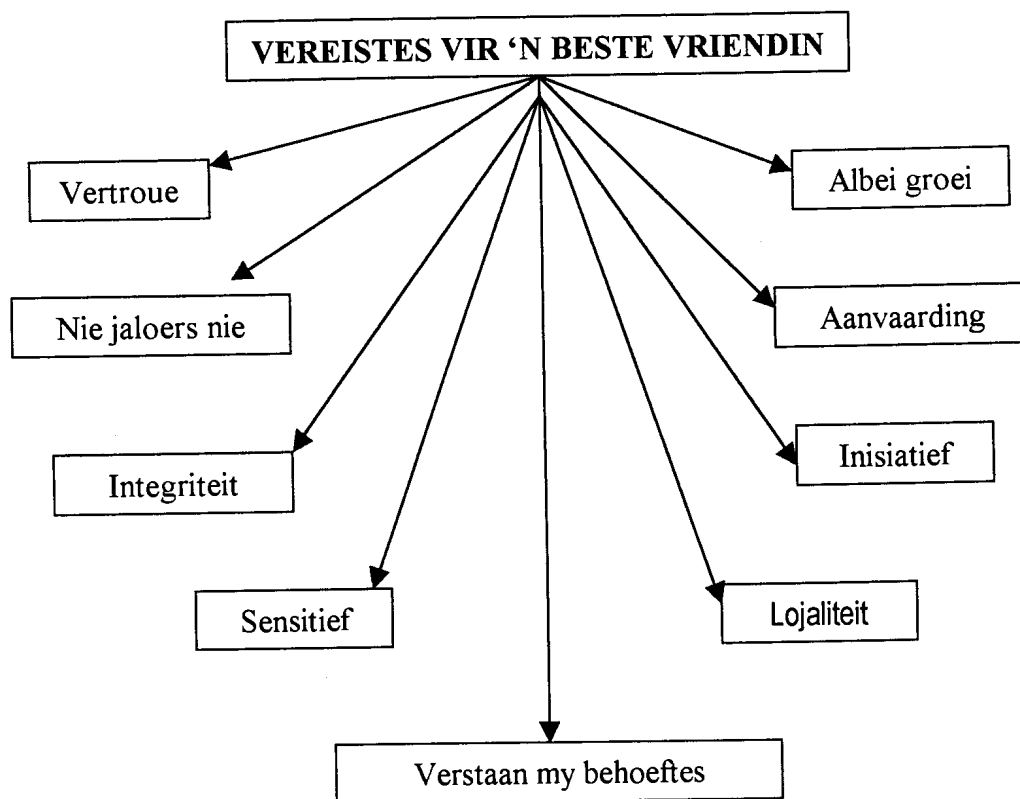 VEREISTES VIR ‘N BESTE VRIENDIN
Vertroue
Albei groei
Nie jaloers nie
Aanvaarding
Integriteit
Inisiatief
Sensitief
Lojaliteit
Verstaan my behoeftes